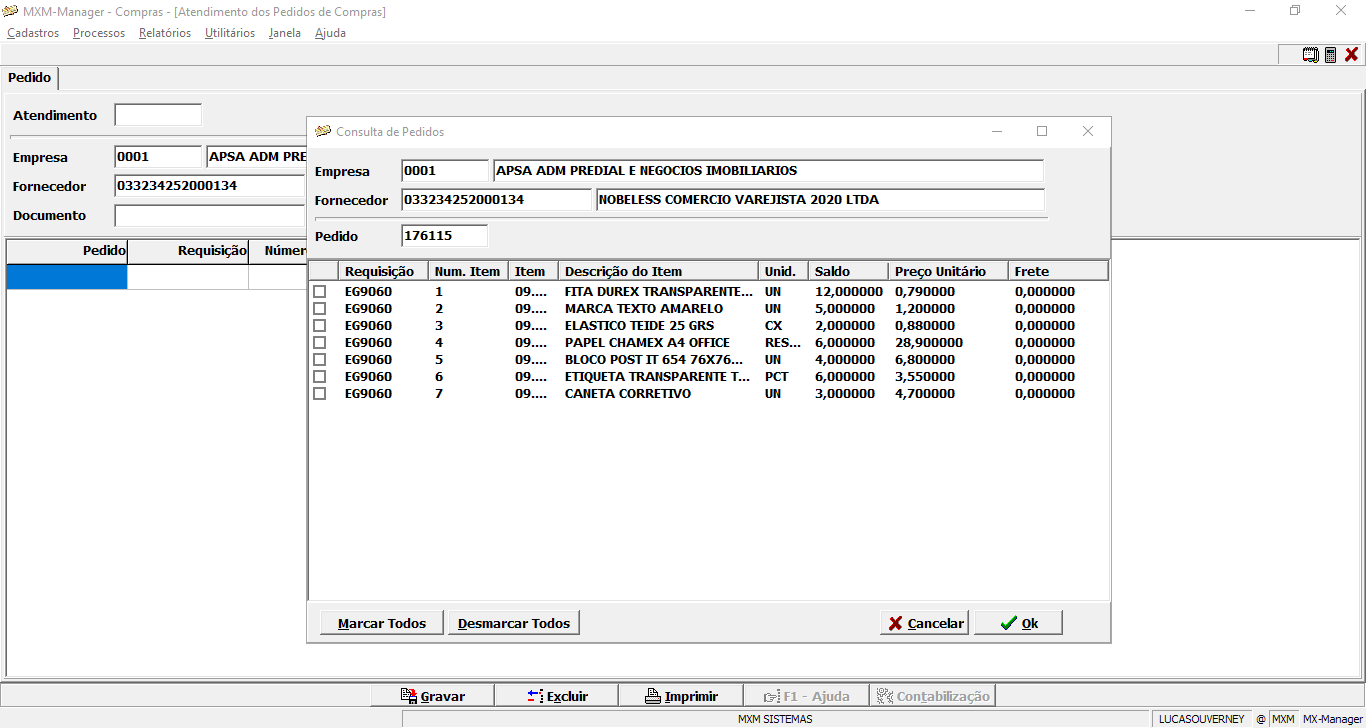 MXM-Manager - Compras - [Atendimento dos Pedidos de Compras]
Cadastros Processos Relatórios Utilitários Janela Ajuda
Pedido
Atendimento
Empresa 0001 APSA ADM PRE
Fornecedor 033234252000134
Documento
Pedido Requisição Númer
Consulta de Pedidos
Empresa 0001 APSA ADM PREDIAL E NEGOCIOS IMOBILIARIOS
Fornecedor 033234252000134 NOBELESS COMERCIO VAREJISTA 2020 LTDA
Pedido 176115
Requisição Num. Item Item Descrição do Item Unid. Saldo Preço Unitário Frete
EG9060 1 09.... FITA DUREX TRANSPARENTE... UN 12,000000 0,790000 0,000000
EG9060 2 09.... MARCA TEXTO AMARELO UN 5,000000 1,200000 0,000000
EG9060 3 09.... ELASTICO TEIDE 25 GRS CX 2,000000 0,880000 0,000000
EG9060 4 09.... PAPEL CHAMEX A4 OFFICE RES... 6,000000 28,900000 0,000000
EG9060 5 09.... BLOCO POST IT 654 76X76... UN 4,000000 6,800000 0,000000
EG9060 6 09.... ETIQUETA TRANSPARENTE T... PCT 6,000000 3,550000 0,000000
EG9060 7 09.... CANETA CORRETIVO UN 3,000000 4,700000 0,000000
Marcar Todos Desmarcar Todos Cancelar Ok
Gravar Excluir Imprimir F1 - Ajuda Contabilização
MXM SISTEMAS LUCASOUVERNEY @ MXM MX-Manager